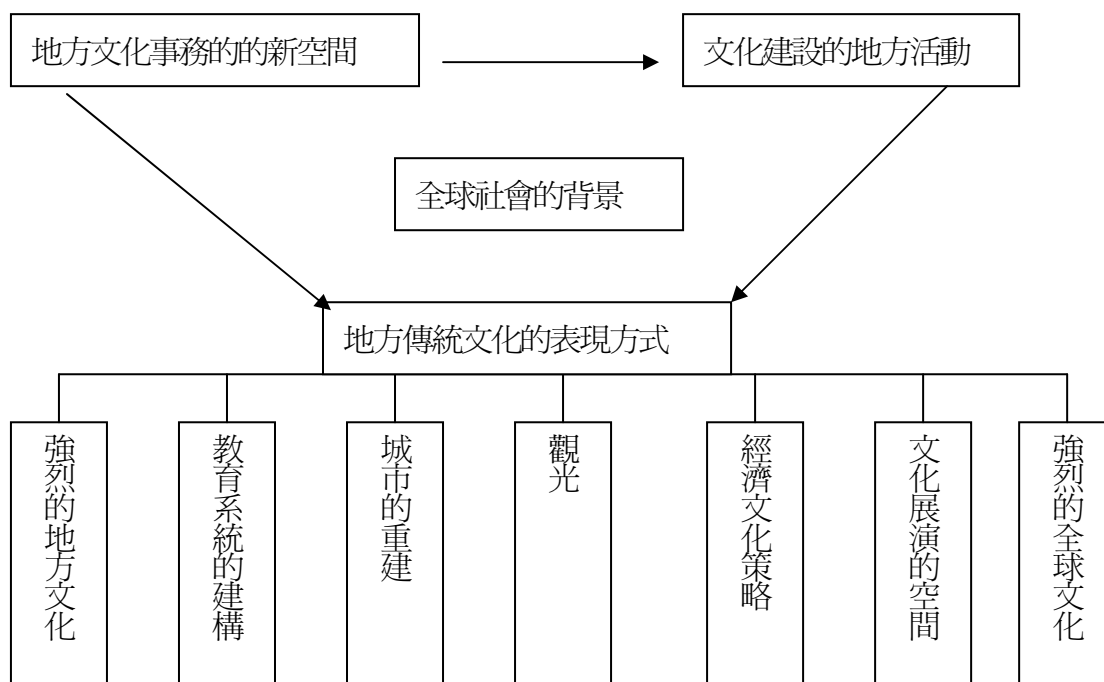 地方文化事務的的新空間
文化建設的地方活動
全球社會的背景
地方傳統文化的表現方式
強烈的地方文化
教育系統的建構
城市的重建
觀光
經濟文化策略
文化展演的空間
強烈的全球文化